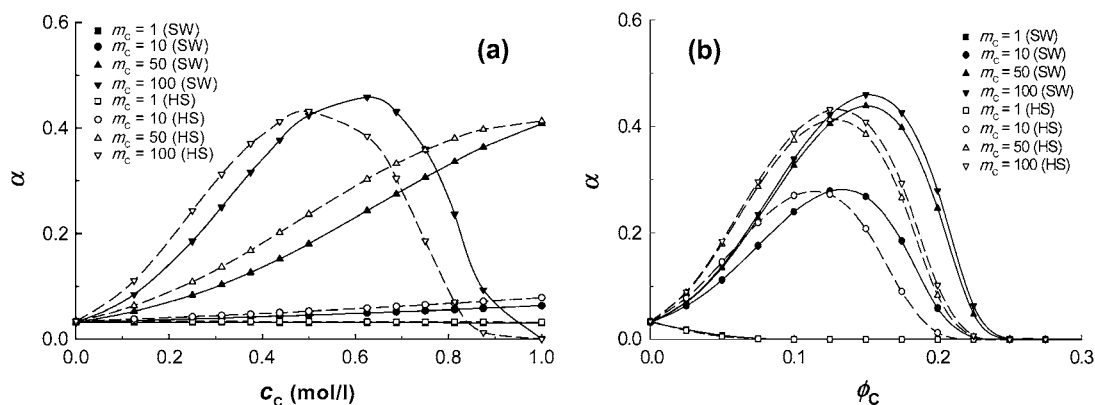 0.6
0.4
0.2
0.0
α
m_c = 1 (SW)
m_c = 10 (SW)
m_c = 50 (SW)
m_c = 100 (SW)
m_c = 1 (HS)
m_c = 10 (HS)
m_c = 50 (HS)
m_c = 100 (HS)
(a)
0.0 0.2 0.4 0.6 0.8 1.0
c_C (mol/l)
0.6
0.4
0.2
0.0
α
(b)
m_c = 1 (SW)
m_c = 10 (SW)
m_c = 50 (SW)
m_c = 100 (SW)
m_c = 1 (HS)
m_c = 10 (HS)
m_c = 50 (HS)
m_c = 100 (HS)
0.0 0.1 0.2 0.3
ϕ_C